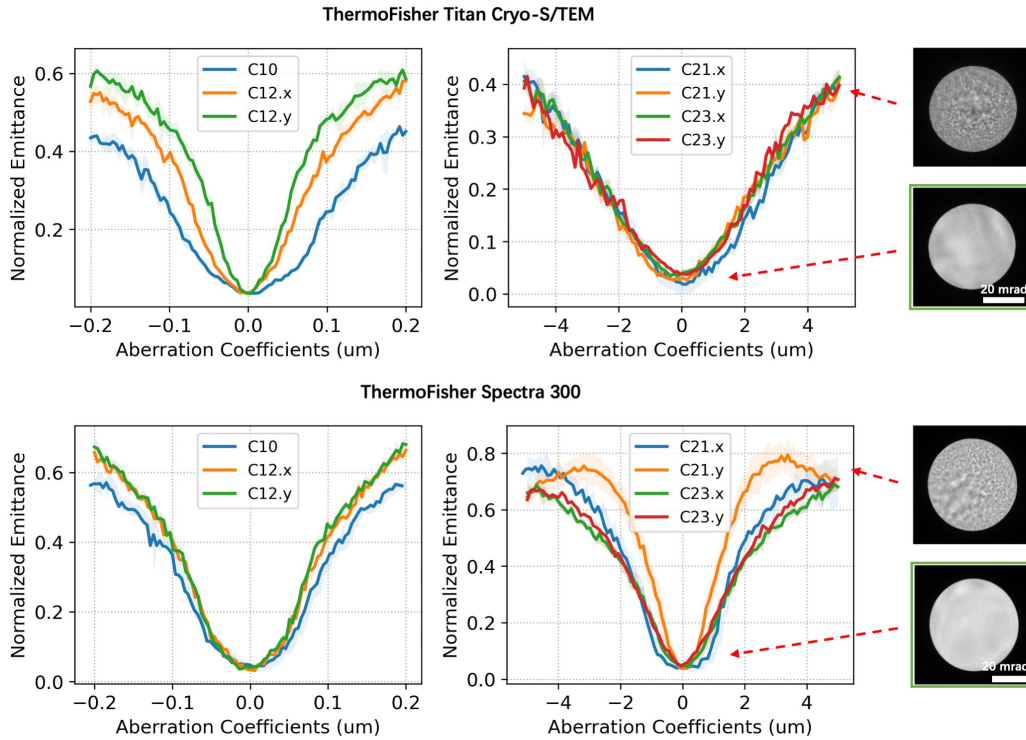 ThermoFisher Titan Cryo-S/TEM
Normalized Emittance
0.6
0.4
0.2
C10
C12.x
C12.y
−0.2 −0.1 0.0 0.1 0.2
Aberration Coefficients (um)
Normalized Emittance
0.4
0.3
0.2
0.1
0.0
C21.x
C21.y
C23.x
C23.y
−4 −2 0 2 4
Aberration Coefficients (um)
20 mrad
ThermoFisher Spectra 300
Normalized Emittance
0.6
0.4
0.2
0.0
C10
C12.x
C12.y
−0.2 −0.1 0.0 0.1 0.2
Aberration Coefficients (um)
Normalized Emittance
0.8
0.6
0.4
0.2
0.0
C21.x
C21.y
C23.x
C23.y
−4 −2 0 2 4
Aberration Coefficients (um)
20 mrad